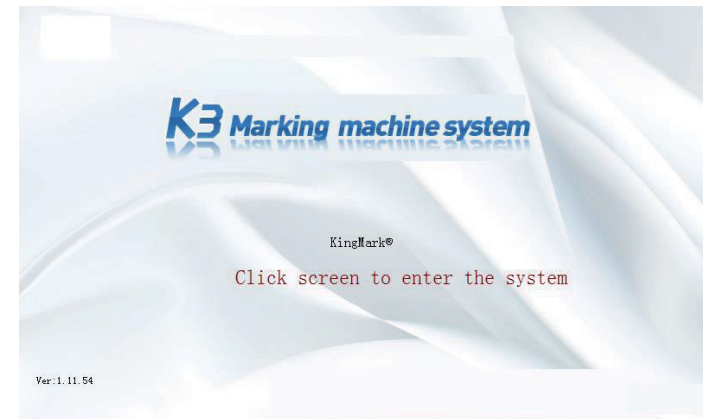 K3 Marking machine system
KingMark®
Click screen to enter the system
Ver:1.11.54